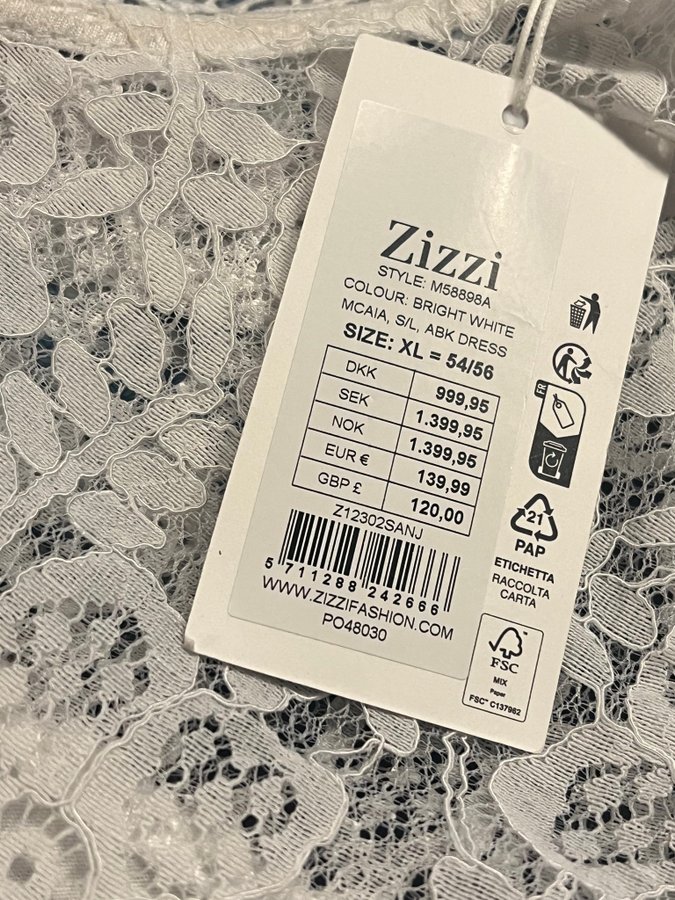 Zizzi
STYLE: M58898A
COLOUR: BRIGHT WHITE
MCAIA, S/L, ABK DRESS
SIZE: XL = 54/56
DKK 999,95
SEK 1.399,95
NOK 1.399,95
EUR € 139,99
GBP £ 120,00
Z12302SANJ
5 711288 242666
WWW.ZIZZIFASHION.COM
PO48030
FR
21
PAP
ETICHETTA
RACCOLTA
CARTA
FSC
MIX
Paper
FSC™ C137962